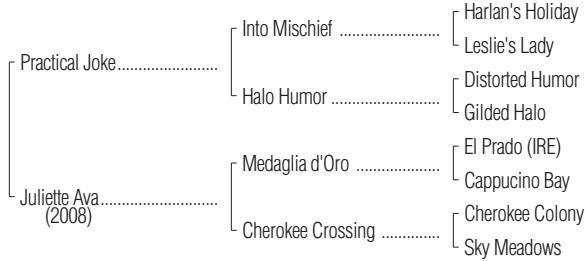 Harlan's Holiday
Into Mischief ....................
Leslie's Lady
Practical Joke........................
Distorted Humor
Halo Humor ......................
Gilded Halo
El Prado (IRE)
Medaglia d'Oro ................
Cappucino Bay
Juliette Ava............................
(2008)
Cherokee Colony
Cherokee Crossing ...........
Sky Meadows